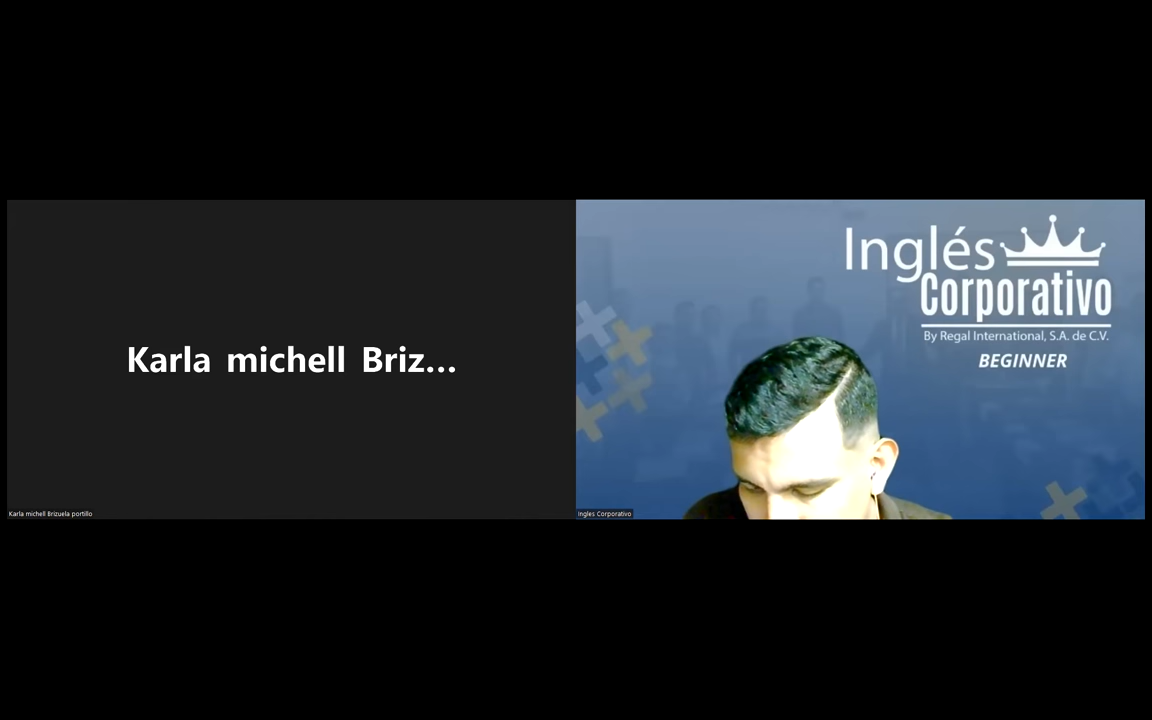 Karla michell Briz...
Karla michell Brizuela portillo
Inglés
Corporativo
By Regal International, S.A. de C.V.
BEGINNER
Ingles Corporativo